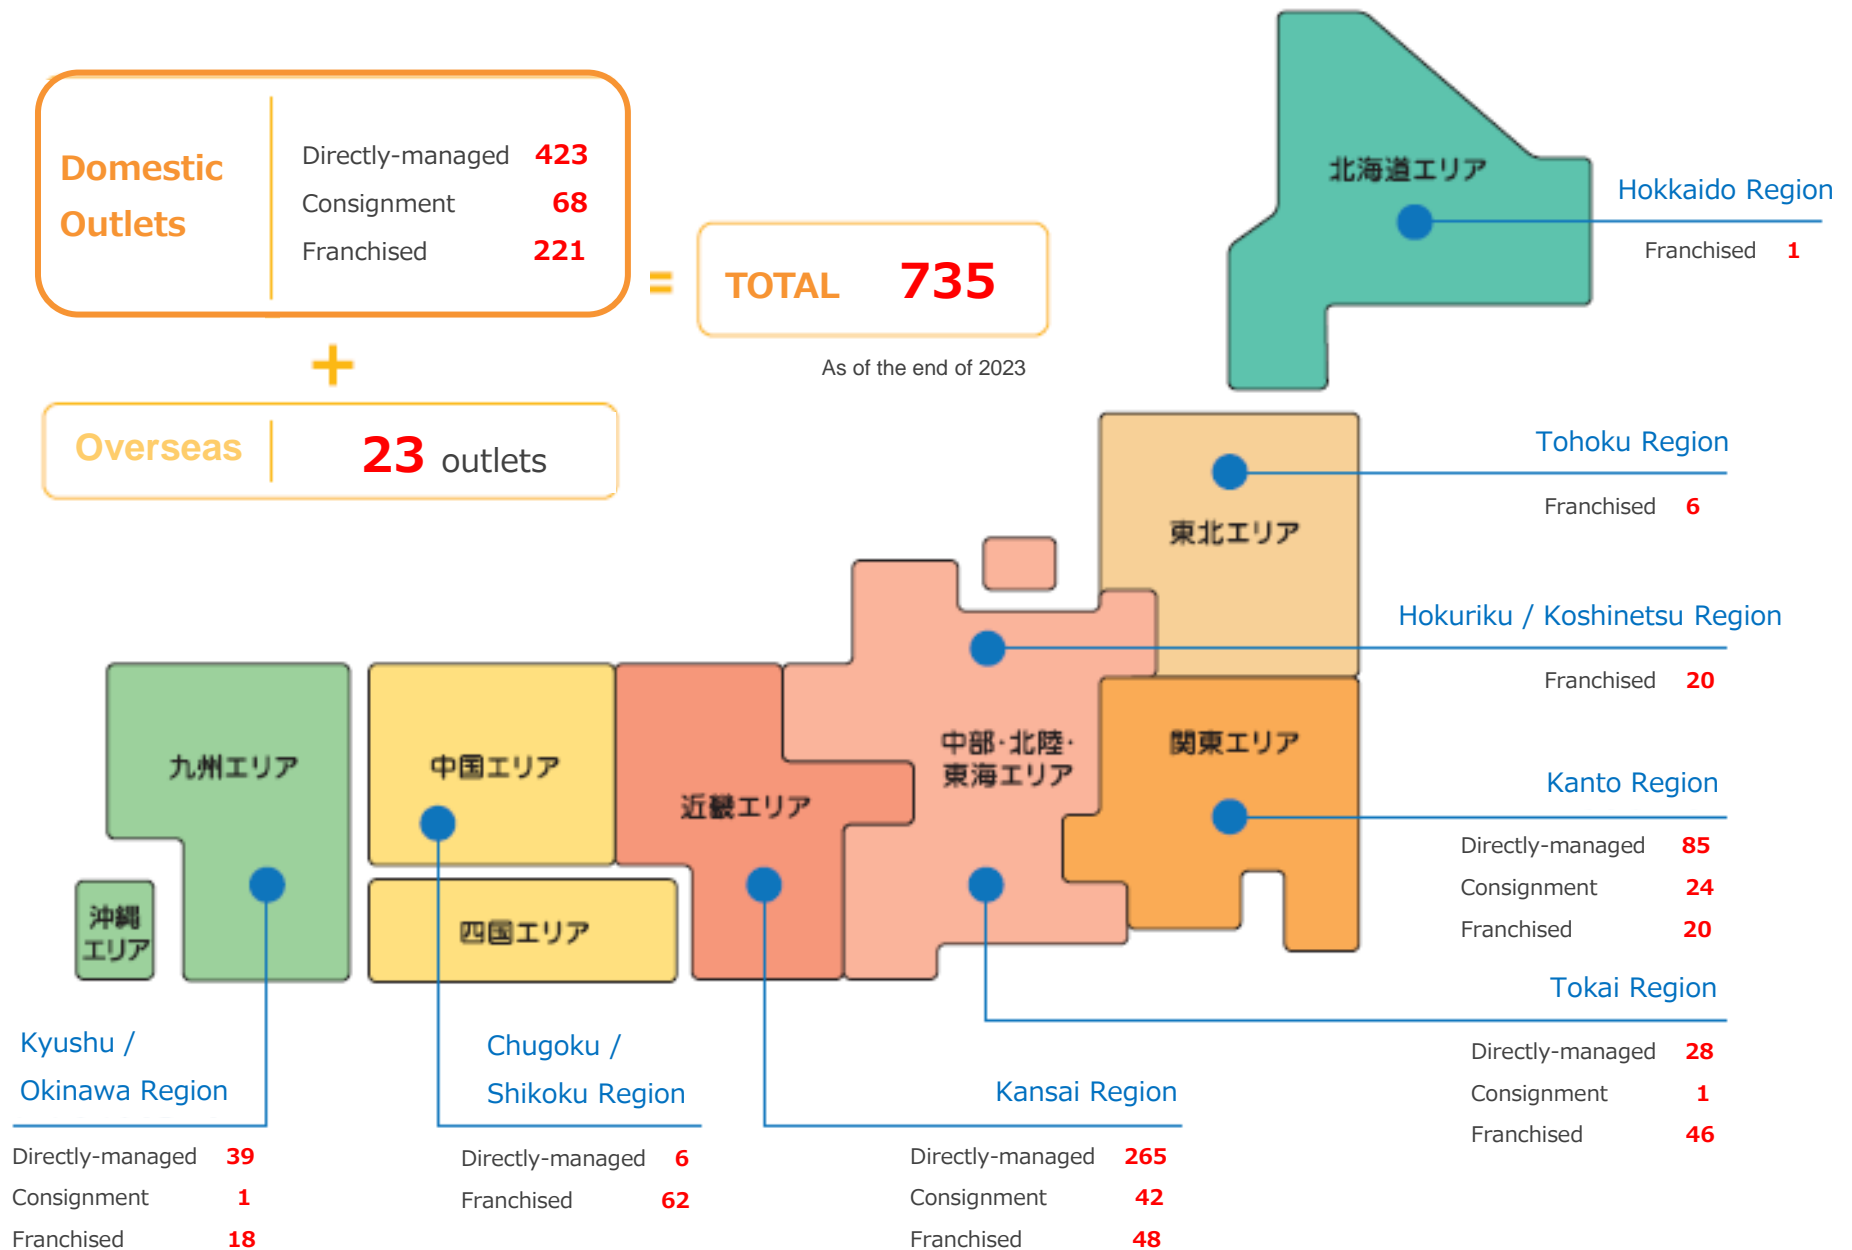 Domestic
Outlets
Directly-managed 423
Consignment 68
Franchised 221
+
Overseas 23 outlets
=
TOTAL 735
As of the end of 2023
北海道エリア
Hokkaido Region
Franchised 1
東北エリア
Tohoku Region
Franchised 6
Hokuriku / Koshinetsu Region
Franchised 20
中部・北陸・
東海エリア
関東エリア
Kanto Region
Directly-managed 85
Consignment 24
Franchised 20
Tokai Region
Directly-managed 28
Consignment 1
Franchised 46
近畿エリア
Kansai Region
Directly-managed 265
Consignment 42
Franchised 48
中国エリア
四国エリア
Chugoku /
Shikoku Region
Directly-managed 6
Franchised 62
九州エリア
沖縄
エリア
Kyushu /
Okinawa Region
Directly-managed 39
Consignment 1
Franchised 18